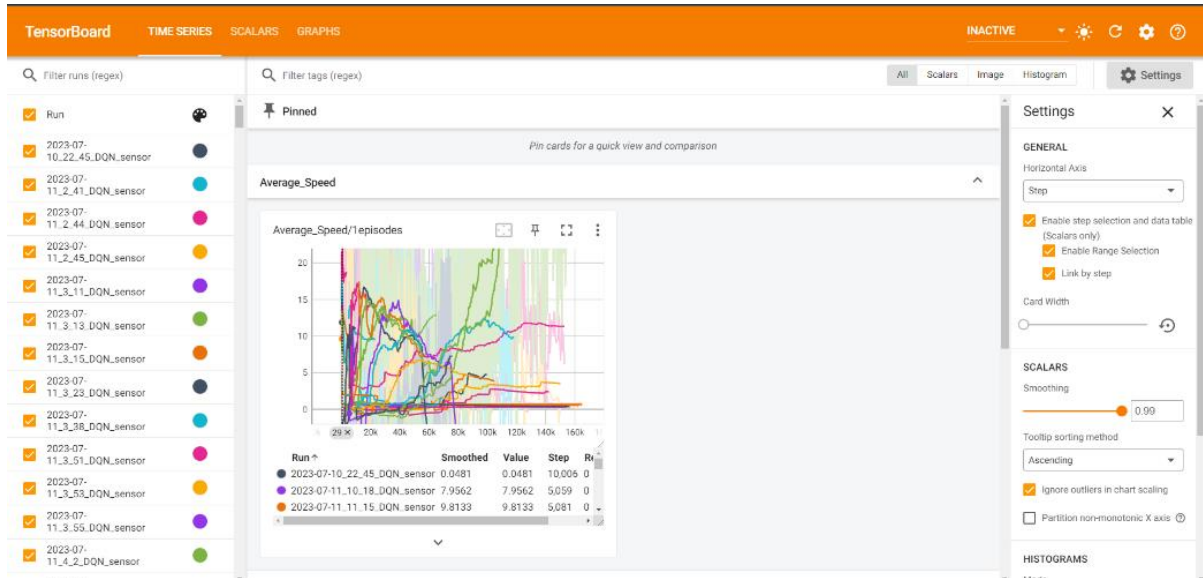 TensorBoard TIME SERIES SCALARS GRAPHS INACTIVE
Filter runs (regex)
Filter tags (regex)
All Scalars Image Histogram
Settings
Run
2023-07-
10_22_45_DQN_sensor
2023-07-
11_2_41_DQN_sensor
2023-07-
11_2_44_DQN_sensor
2023-07-
11_2_45_DQN_sensor
2023-07-
11_3_11_DQN_sensor
2023-07-
11_3_13_DQN_sensor
2023-07-
11_3_15_DQN_sensor
2023-07-
11_3_23_DQN_sensor
2023-07-
11_3_38_DQN_sensor
2023-07-
11_3_51_DQN_sensor
2023-07-
11_3_53_DQN_sensor
2023-07-
11_3_55_DQN_sensor
2023-07-
11_4_2_DQN_sensor
Pinned
Pin cards for a quick view and comparison
Average_Speed
Average_Speed/1episodes
20
15
10
5
0
29 × 20k 40k 60k 80k 100k 120k 140k 160k
Run Smoothed Value Step
2023-07-10_22_45_DQN_sensor 0.0481 0.0481 10,006 0
2023-07-11_10_18_DQN_sensor 7.9562 7.9562 5,059 0
2023-07-11_11_15_DQN_sensor 9.8133 9.8133 5,081 0
Settings
GENERAL
Horizontal Axis
Step
Enable step selection and data table
(Scalars only)
Enable Range Selection
Link by step
Card Width
SCALARS
Smoothing
0.99
Tooltip sorting method
Ascending
Ignore outliers in chart scaling
Partition non-monotonic X axis
HISTOGRAMS